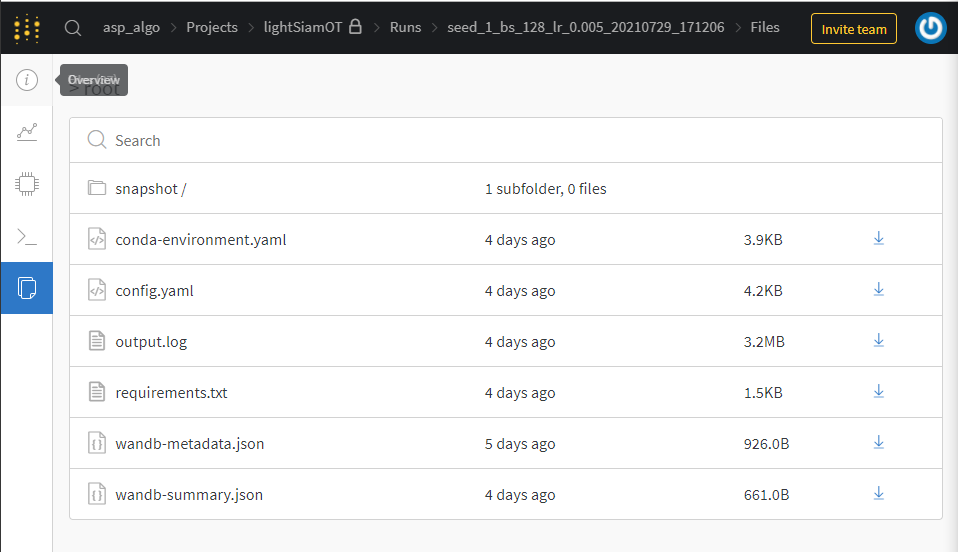 asp_algo > Projects > lightSiamOT > Runs > seed_1_bs_128_lr_0.005_20210729_171206 > Files
Invite team
Overview
> root
Search
snapshot / 1 subfolder, 0 files
conda-environment.yaml 4 days ago 3.9KB
config.yaml 4 days ago 4.2KB
output.log 4 days ago 3.2MB
requirements.txt 4 days ago 1.5KB
wandb-metadata.json 5 days ago 926.0B
wandb-summary.json 4 days ago 661.0B